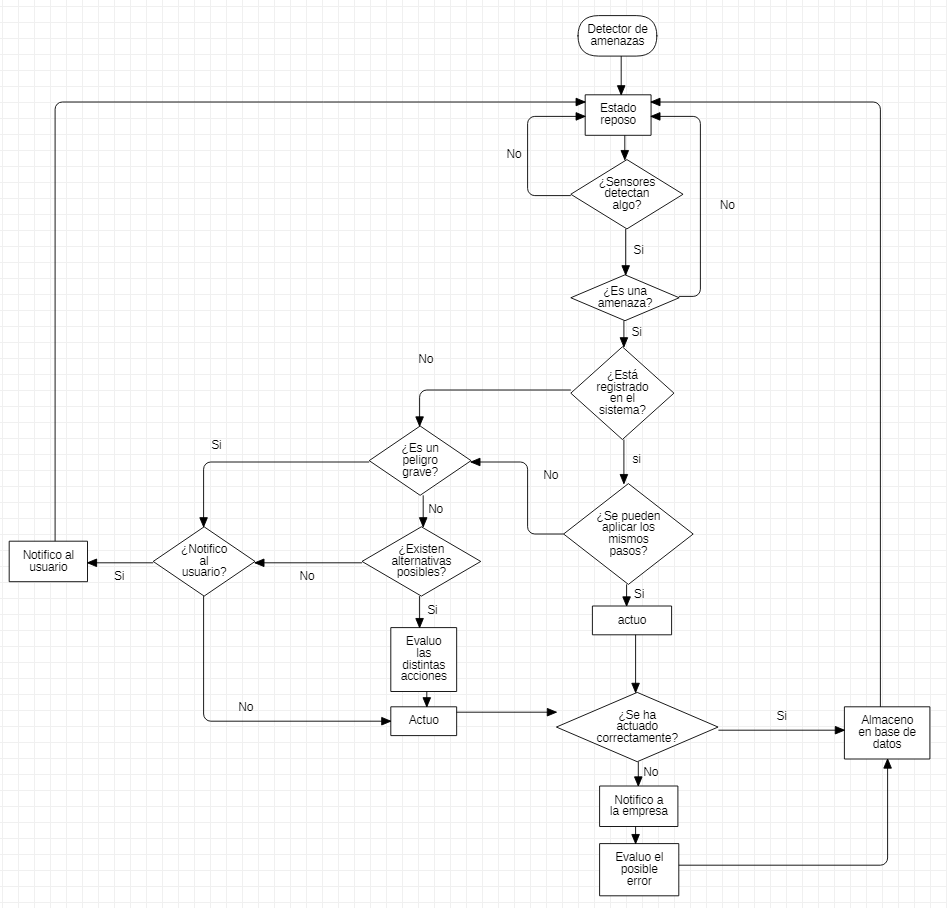 Detector de
amenazas
Estado
reposo
No
¿Sensores
detectan
algo?
No
Si
¿Es una
amenaza?
Si
No
¿Está
registrado
en el
sistema?
Si
¿Es un
peligro
grave?
si
No
No
¿Se pueden
aplicar los
mismos
pasos?
¿Notifico
al
usuario?
¿Existen
alternativas
posibles?
Notifico al
usuario
Si
No
Si
Si
actuo
Evaluo
las
distintas
acciones
No
Actuo
¿Se ha
actuado
correctamente?
Si
Almaceno
en base de
datos
No
Notifico a
la empresa
Evaluo el
posible
error